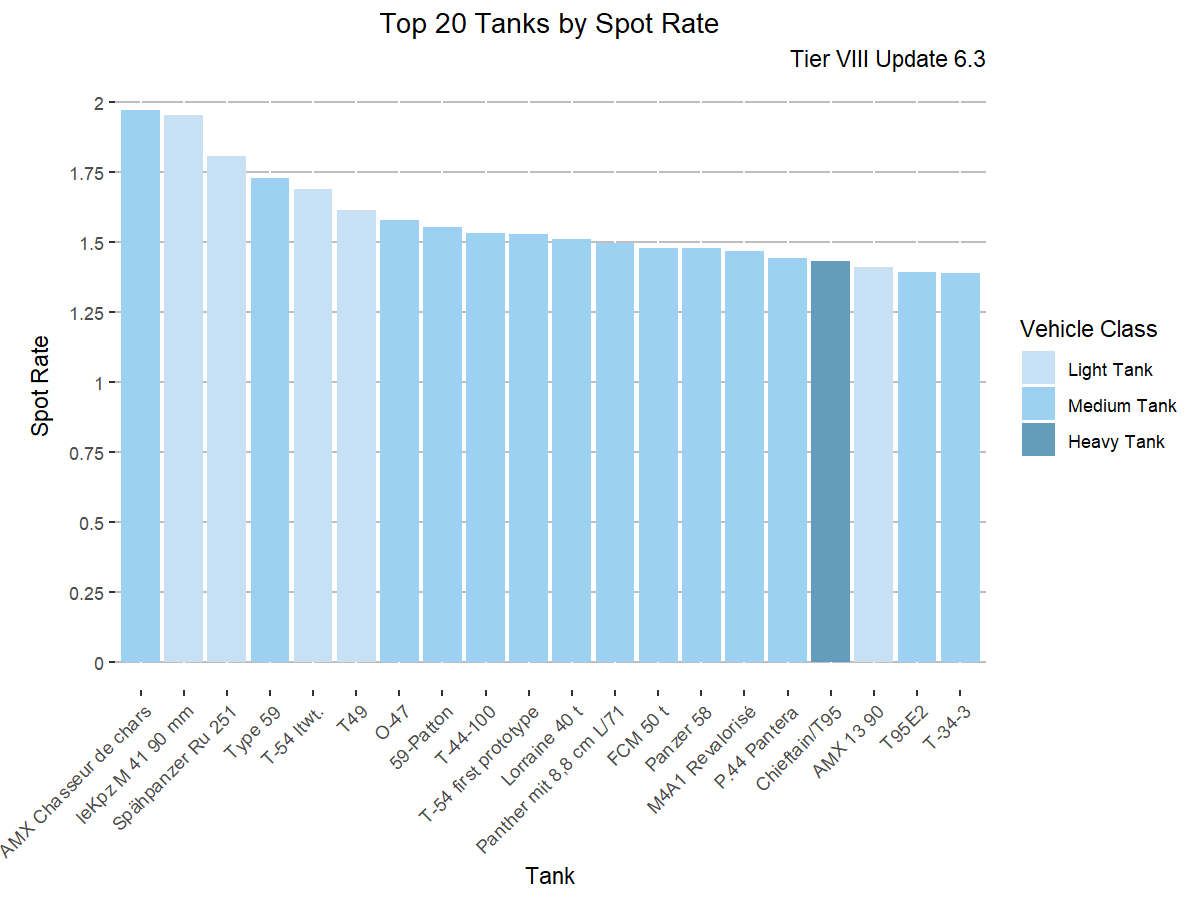 Top 20 Tanks by Spot Rate
Tier VIII Update 6.3
Spot Rate
2
1.75
1.5
1.25
1
0.75
0.5
0.25
0
AMX Chasseur de chars
leKpz M 41 90 mm
Spähpanzer Ru 251
Type 59
T-54 ltwt.
T49
O-47
59-Patton
T-44-100
T-54 first prototype
Lorraine 40 t
Panther mit 8,8 cm L/71
FCM 50 t
Panzer 58
M4A1 Revalorisé
P.44 Pantera
Chieftain/T95
AMX 13 90
T95E2
T-34-3
Tank
Vehicle Class
Light Tank
Medium Tank
Heavy Tank